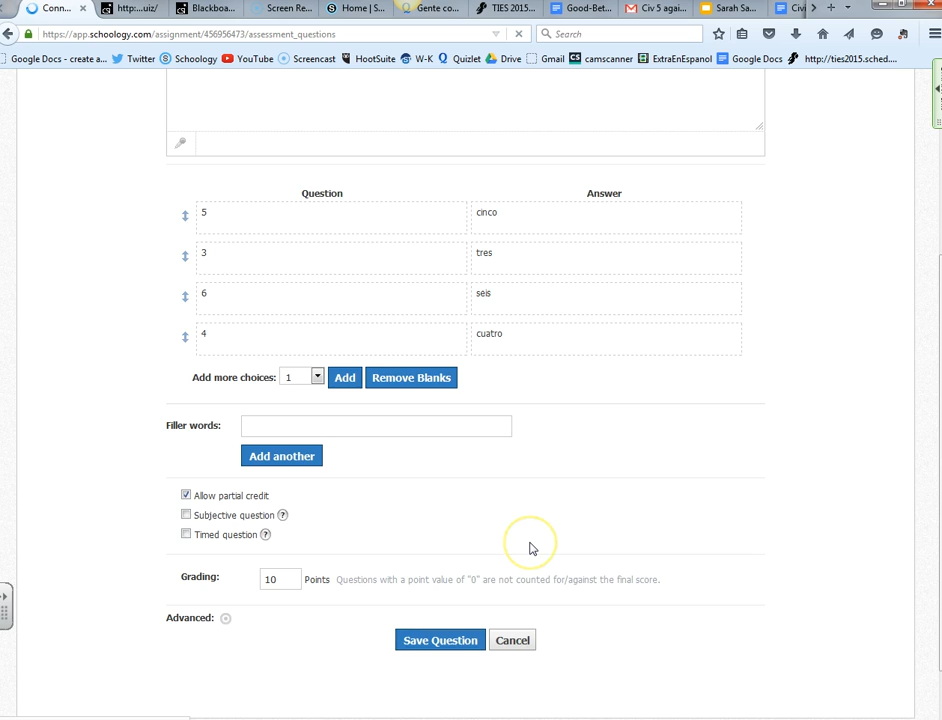 Conn... http:...uiz/ Blackboa... Screen Re... Home | S... Gente co... TIES 2015... Good-Bet... Civ 5 agai... Sarah Sa... Civi
https://app.schoology.com/assignment/456956473/assessment_questions Search
Google Docs - create a... Twitter Schoology YouTube Screencast HootSuite W-K Quizlet Drive Gmail camscanner ExtraEnEspanol Google Docs http://ties2015.sched....
Question Answer
5 cinco
3 tres
6 seis
4 cuatro
Add more choices: 1 Add Remove Blanks
Filler words:
Add another
Allow partial credit
Subjective question ?
Timed question ?
Grading: 10 Points Questions with a point value of "0" are not counted for/against the final score.
Advanced:
Save Question Cancel